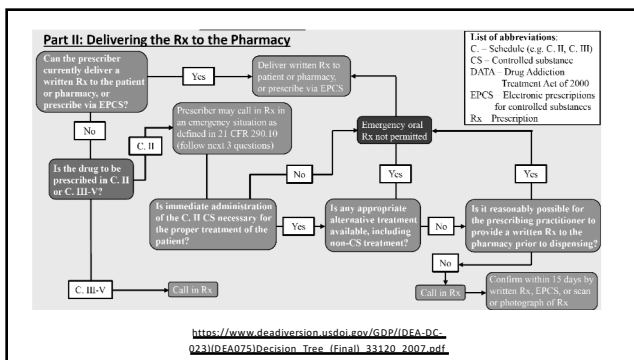 Part II: Delivering the Rx to the Pharmacy
List of abbreviations:
C. – Schedule (e.g. C. II, C. III)
CS – Controlled substance
DATA – Drug Addiction
Treatment Act of 2000
EPCS Electronic prescriptions
for controlled substances
Rx Prescription
Can the prescriber
currently deliver a
written Rx to the patient
or pharmacy, or
prescribe via EPCS?
Yes
Deliver written Rx to
patient or pharmacy,
or prescribe via EPCS
No
C. II
Prescriber may call in Rx in
an emergency situation as
defined in 21 CFR 290.10
(follow next 3 questions)
Emergency oral
Rx not permitted
Is the drug to be
prescribed in C. II
or C. III-V?
No
Yes
Yes
Is immediate administration
of the C. II CS necessary for
the proper treatment of the
patient?
Yes
Is any appropriate
alternative treatment
available, including
non-CS treatment?
No
Is it reasonably possible for
the prescribing practitioner to
provide a written Rx to the
pharmacy prior to dispensing?
No
C. III-V
Call in Rx
Call in Rx
Confirm within 15 days by
written Rx, EPCS, or scan
or photograph of Rx
https://www.deadiversion.usdoj.gov/GDP/(DEA-DC-
023)(DEA075)Decision_Tree_(Final)_33120_2007.pdf